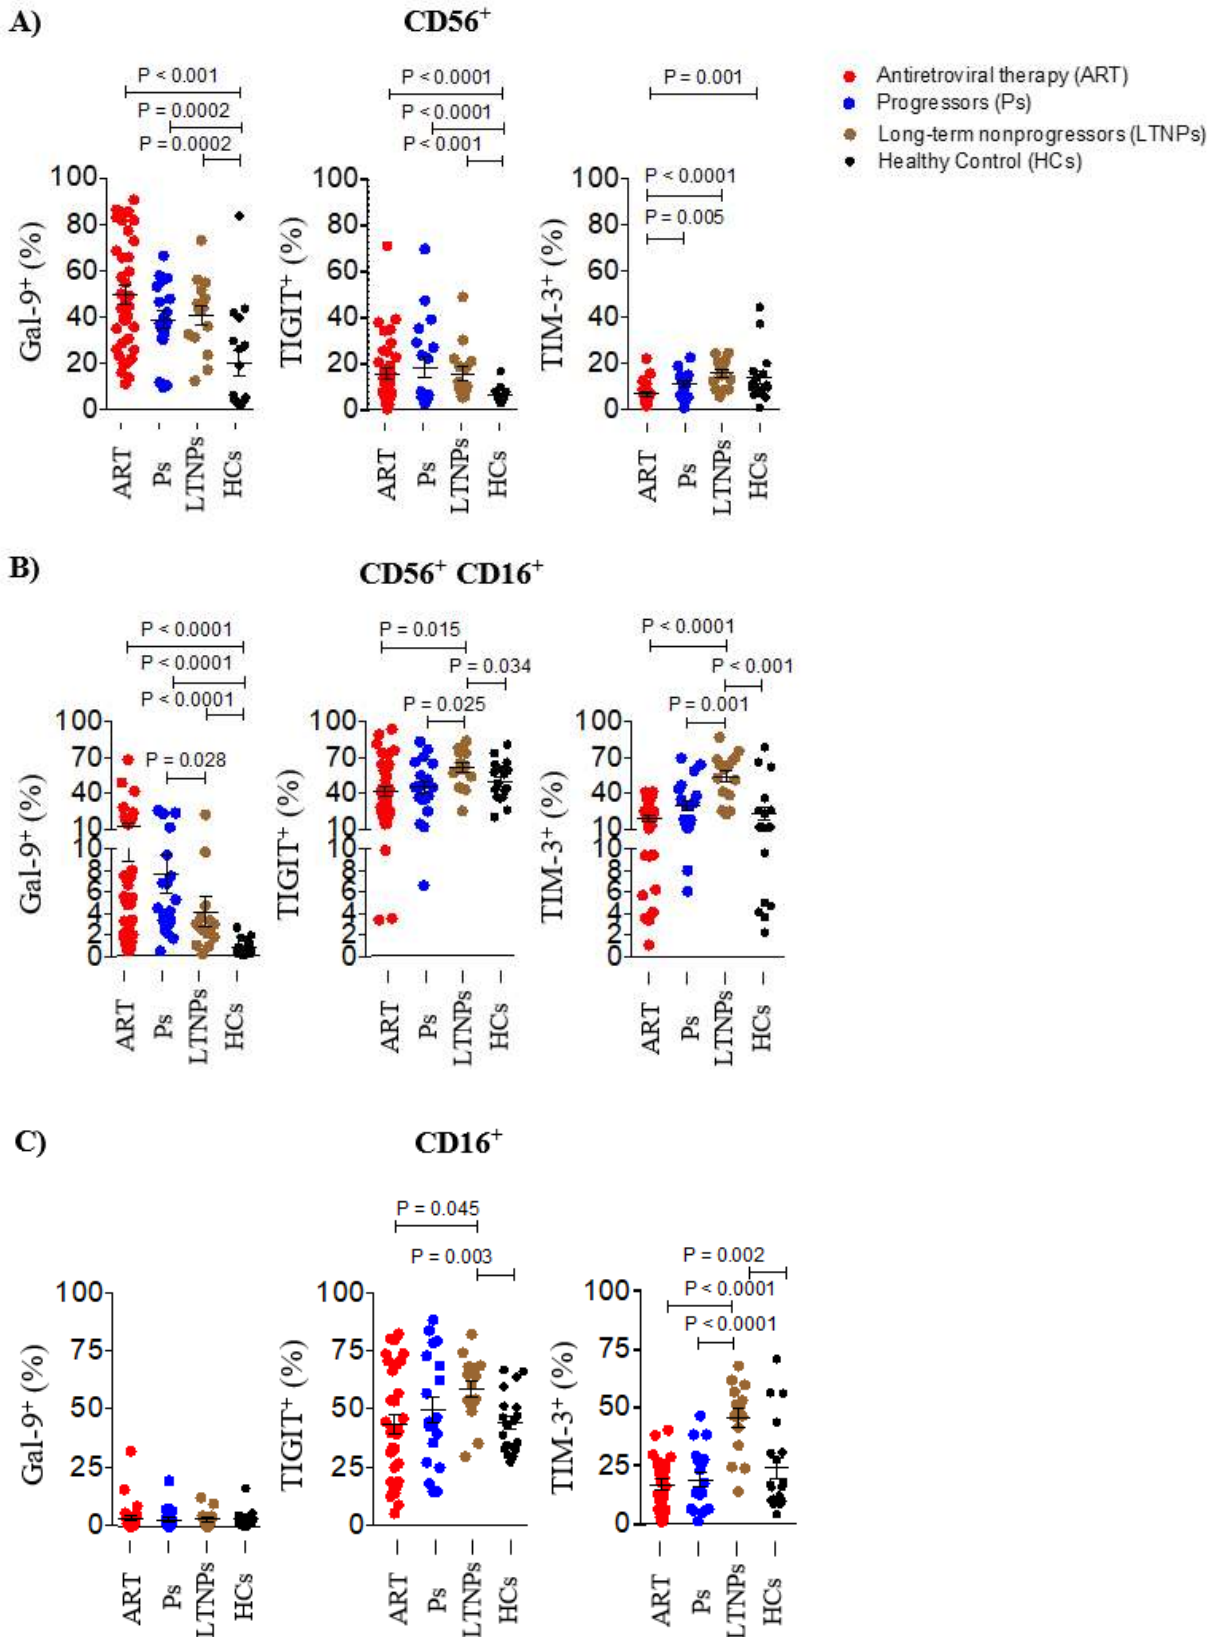 A)
CD56+
Antiretroviral therapy (ART)
Progressors (Ps)
Long-term nonprogressors (LTNPs)
Healthy Control (HCs)
P < 0.001
P = 0.0002
P = 0.0002
100
80
60
40
20
0
Gal-9+ (%)
ART
Ps
LTNPs
HCs
P < 0.0001
P < 0.0001
P < 0.001
100
80
60
40
20
0
TIGIT+ (%)
ART
Ps
LTNPs
HCs
P = 0.001
P < 0.0001
P = 0.005
100
80
60
40
20
0
TIM-3+ (%)
ART
Ps
LTNPs
HCs
B)
CD56+ CD16+
P < 0.0001
P < 0.0001
P < 0.0001
P = 0.028
100
70
40
10
10
8
6
4
2
0
Gal-9+ (%)
ART
Ps
LTNPs
HCs
P = 0.015
P = 0.034
P = 0.025
100
70
40
10
10
8
6
4
2
0
TIGIT+ (%)
ART
Ps
LTNPs
HCs
P < 0.0001
P < 0.001
P = 0.001
100
70
40
10
10
8
6
4
2
0
TIM-3+ (%)
ART
Ps
LTNPs
HCs
C)
CD16+
100
75
50
25
0
Gal-9+ (%)
ART
Ps
LTNPs
HCs
P = 0.045
P = 0.003
100
75
50
25
0
TIGIT+ (%)
ART
Ps
LTNPs
HCs
P = 0.002
P < 0.0001
P < 0.0001
100
75
50
25
0
TIM-3+ (%)
ART
Ps
LTNPs
HCs